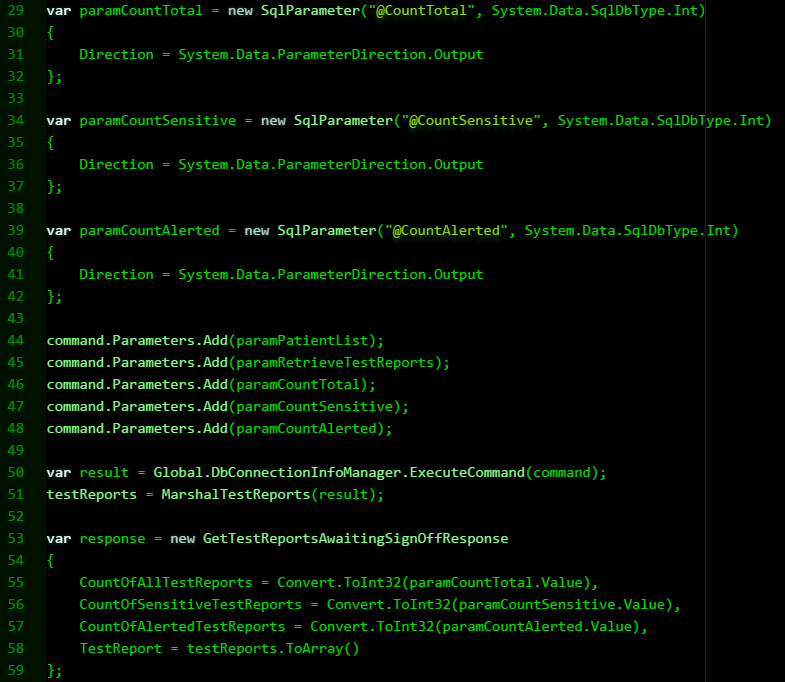 29 var paramCountTotal = new SqlParameter("@CountTotal", System.Data.SqlDbType.Int)
30 {
31     Direction = System.Data.ParameterDirection.Output
32 };
33
34 var paramCountSensitive = new SqlParameter("@CountSensitive", System.Data.SqlDbType.Int)
35 {
36     Direction = System.Data.ParameterDirection.Output
37 };
38
39 var paramCountAlerted = new SqlParameter("@CountAlerted", System.Data.SqlDbType.Int)
40 {
41     Direction = System.Data.ParameterDirection.Output
42 };
43
44 command.Parameters.Add(paramPatientList);
45 command.Parameters.Add(paramRetrieveTestReports);
46 command.Parameters.Add(paramCountTotal);
47 command.Parameters.Add(paramCountSensitive);
48 command.Parameters.Add(paramCountAlerted);
49
50 var result = Global.DbConnectionInfoManager.ExecuteCommand(command);
51 testReports = MarshalTestReports(result);
52
53 var response = new GetTestReportsAwaitingSignOffResponse
54 {
55     CountOfAllTestReports = Convert.ToInt32(paramCountTotal.Value),
56     CountOfSensitiveTestReports = Convert.ToInt32(paramCountSensitive.Value),
57     CountOfAlertedTestReports = Convert.ToInt32(paramCountAlerted.Value),
58     TestReport = testReports.ToArray()
59 };